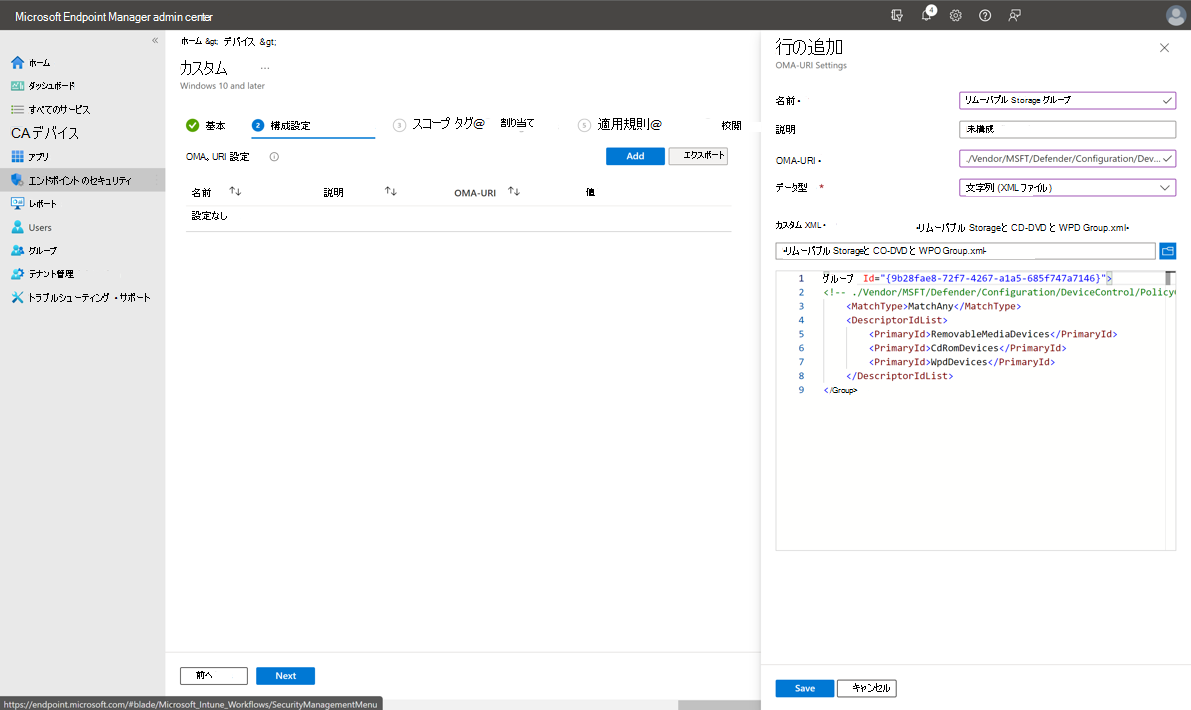 Microsoft Endpoint Manager admin center
4
«
ホーム &gt; デバイス &gt;
カスタム ...
Windows 10 and later
ホーム
ダッシュボード
すべてのサービス
CAデバイス
アプリ
エンドポイントのセキュリティ
レポート
Users
グループ
テナント管理
トラブルシューティング・サポート
基本
2 構成設定
3 スコープ タグ@
割り当て
5 適用規則@
校閲
OMA。URI 設定
Add
エクスポート
名前 ↑↓ 説明 ↑↓ OMA-URI ↑↓ 値
設定なし
前へ
Next
https://endpoint.microsoft.com/#blade/Microsoft_Intune_Workflows/SecurityManagementMenu
行の追加
OMA-URI Settings
名前• リムーバブル Storage グループ
説明 未構成
OMA-URI• ./Vendor/MSFT/Defender/Configuration/Dev...
データ型 * 文字列 (XML ファイル)
カスタム XML• •リムーバブル Storageと CD-DVD と WPD Group.xml•
•リムーバブル Storageと CO-DVD と WPO Group.xml•
1 グループ Id="{9b28fae8-72f7-4267-a1a5-685f747a7146}">
2 <!-- ./Vendor/MSFT/Defender/Configuration/DeviceControl/Policy
3 <MatchType>MatchAny</MatchType>
4 <DescriptorIdList>
5 <PrimaryId>RemovableMediaDevices</PrimaryId>
6 <PrimaryId>CdRomDevices</PrimaryId>
7 <PrimaryId>WpdDevices</PrimaryId>
8 </DescriptorIdList>
9 </Group>
Save
キャンセル